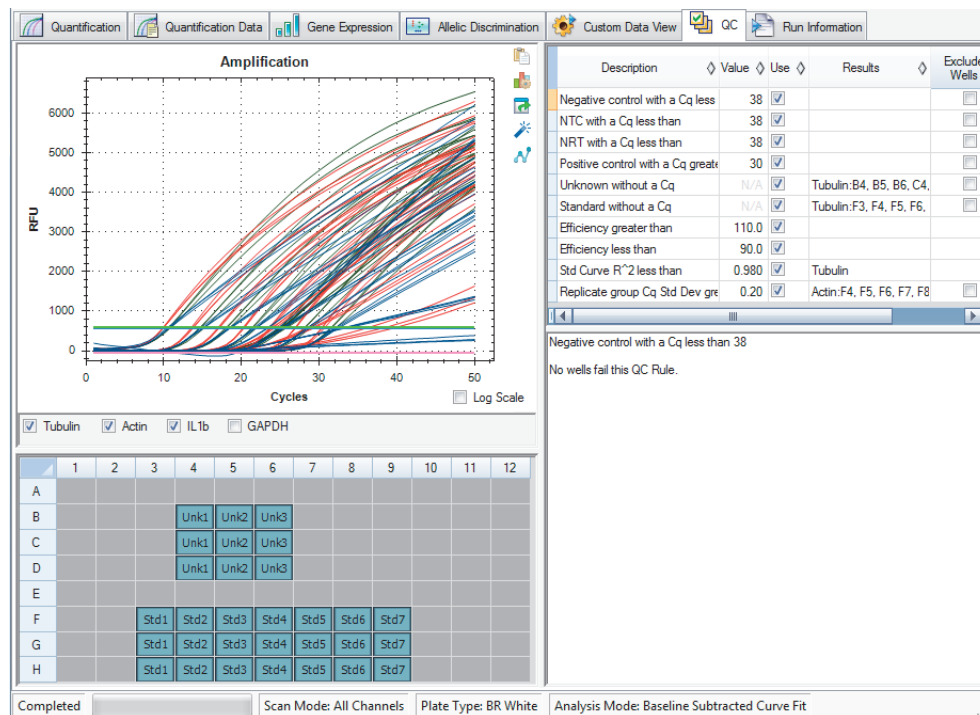 Quantification Quantification Data Gene Expression Allelic Discrimination Custom Data View QC Run Information
Amplification
6000
5000
4000
3000
2000
1000
0
RFU
0 10 20 30 40 50
Cycles
Log Scale
Tubulin Actin IL1b GAPDH
1 2 3 4 5 6 7 8 9 10 11 12
A
B Unk1 Unk2 Unk3
C Unk1 Unk2 Unk3
D Unk1 Unk2 Unk3
E
F Std1 Std2 Std3 Std4 Std5 Std6 Std7
G Std1 Std2 Std3 Std4 Std5 Std6 Std7
H Std1 Std2 Std3 Std4 Std5 Std6 Std7
Description Value Use Results Exclude
Wells
Negative control with a Cq less 38
NTC with a Cq less than 38
NRT with a Cq less than 38
Positive control with a Cq greate 30
Unknown without a Cq N/A Tubulin:B4, B5, B6, C4,
Standard without a Cq N/A Tubulin:F3, F4, F5, F6,
Efficiency greater than 110.0
Efficiency less than 90.0
Std Curve R^2 less than 0.980 Tubulin
Replicate group Cq Std Dev gre 0.20 Actin:F4, F5, F6, F7, F8
Negative control with a Cq less than 38
No wells fail this QC Rule.
Completed Scan Mode: All Channels Plate Type: BR White Analysis Mode: Baseline Subtracted Curve Fit